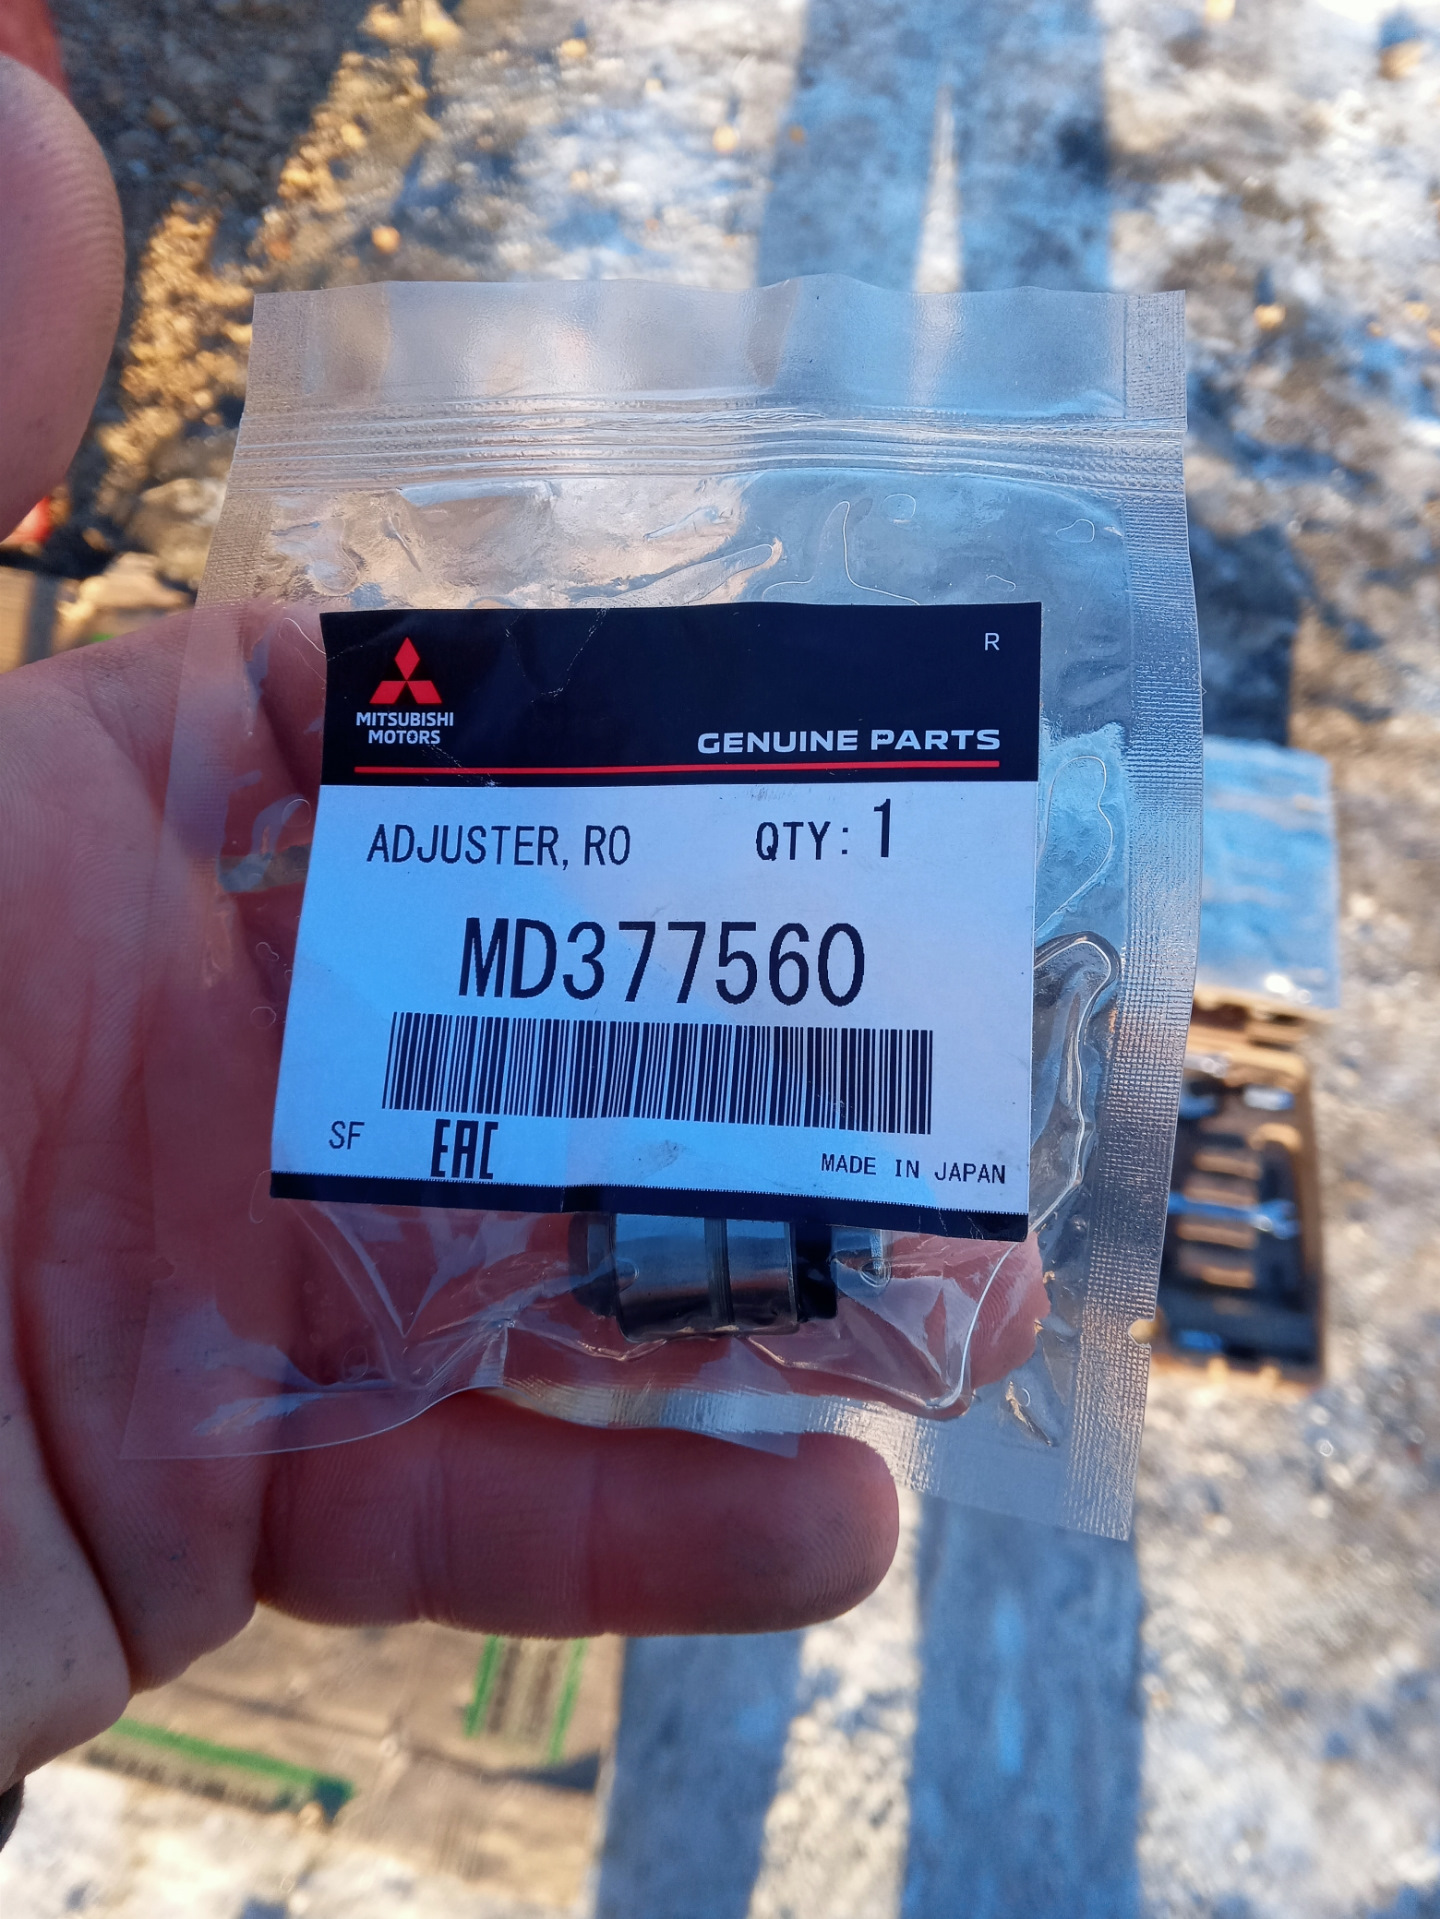 R
MITSUBISHI
MOTORS
GENUINE PARTS
ADJUSTER, RO QTY: 1
MD377560
SF EAC MADE IN JAPAN